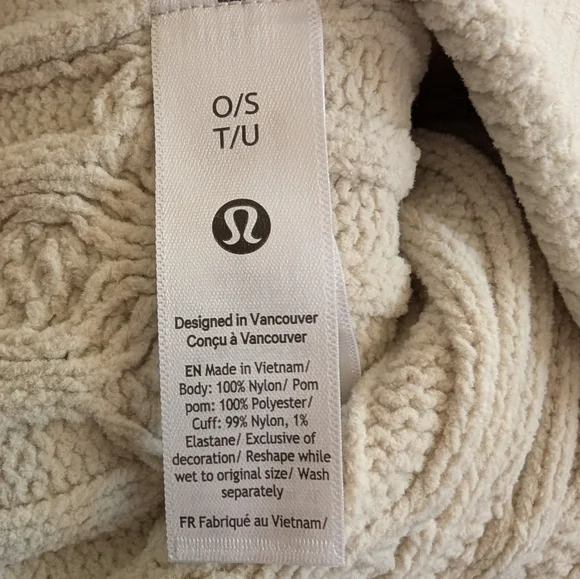 O/S
T/U
Designed in Vancouver
Conçu à Vancouver
EN Made in Vietnam/
Body: 100% Nylon/ Pom
pom: 100% Polyester/
Cuff: 99% Nylon, 1%
Elastane/ Exclusive of
decoration/ Reshape while
wet to original size/ Wash
separately
FR Fabriqué au Vietnam/